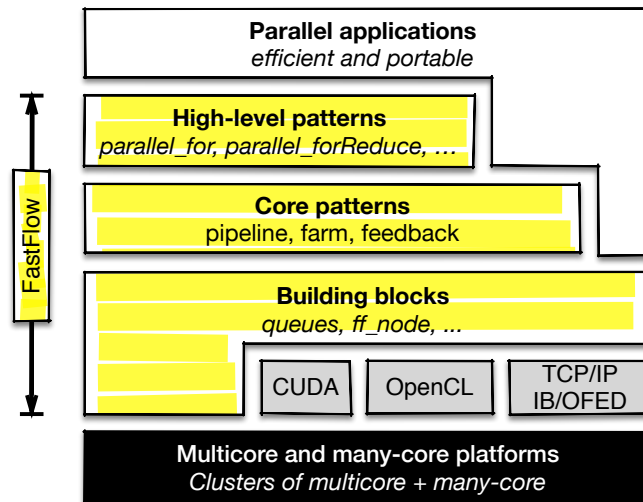 Parallel applications
efficient and portable
High-level patterns
parallel_for, parallel_forReduce, …
Core patterns
pipeline, farm, feedback
FastFlow
Building blocks
queues, ff_node, ...
CUDA
OpenCL
TCP/IP
IB/OFED
Multicore and many-core platforms
Clusters of multicore + many-core